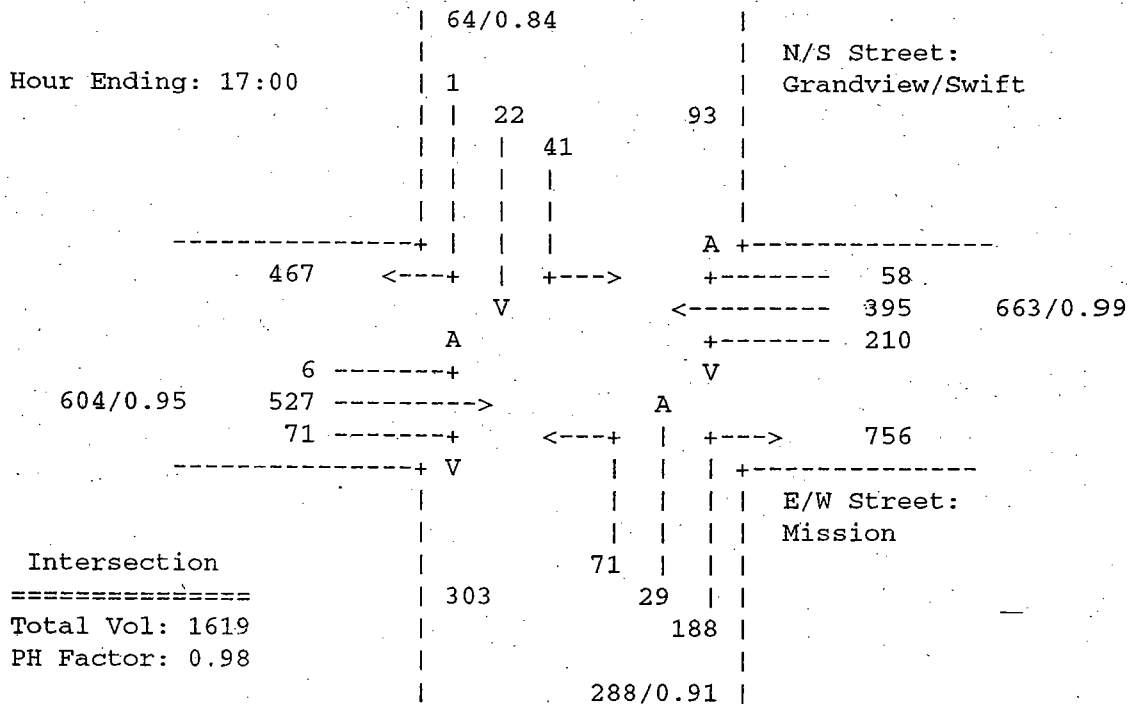 64/0.84
N/S Street:
Hour Ending: 17:00 1 Grandview/Swift
22 93
41
467 <---+ +---> +------- 58
<--------- 395 663/0.99
V +------- 210
A V
6 -------+
604/0.95 527 ---------> A
71 -------+ <---+ +---> 756
V
E/W Street:
Mission
Intersection 71
=============== 303 29
Total Vol: 1619 188
PH Factor: 0.98
288/0.91